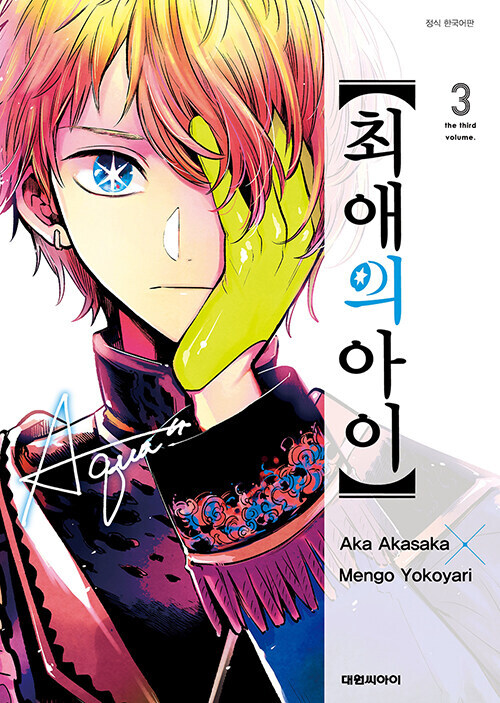 정식 한국어판
3
the third
volume.
【최애의 아이】
Aqua
Aka Akasaka ×
Mengo Yokoyari
대원씨아이